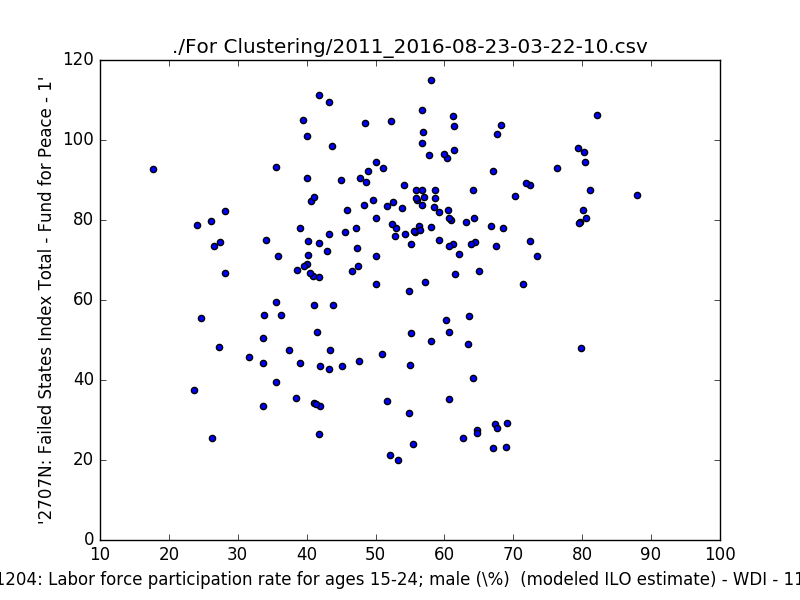 ./For Clustering/2011_2016-08-23-03-22-10.csv
120
100
80
60
40
20
0
'2707N: Failed States Index Total - Fund for Peace - 1'
10 20 30 40 50 60 70 80 90 100
1204: Labor force participation rate for ages 15-24; male (\%) (modeled ILO estimate) - WDI - 11